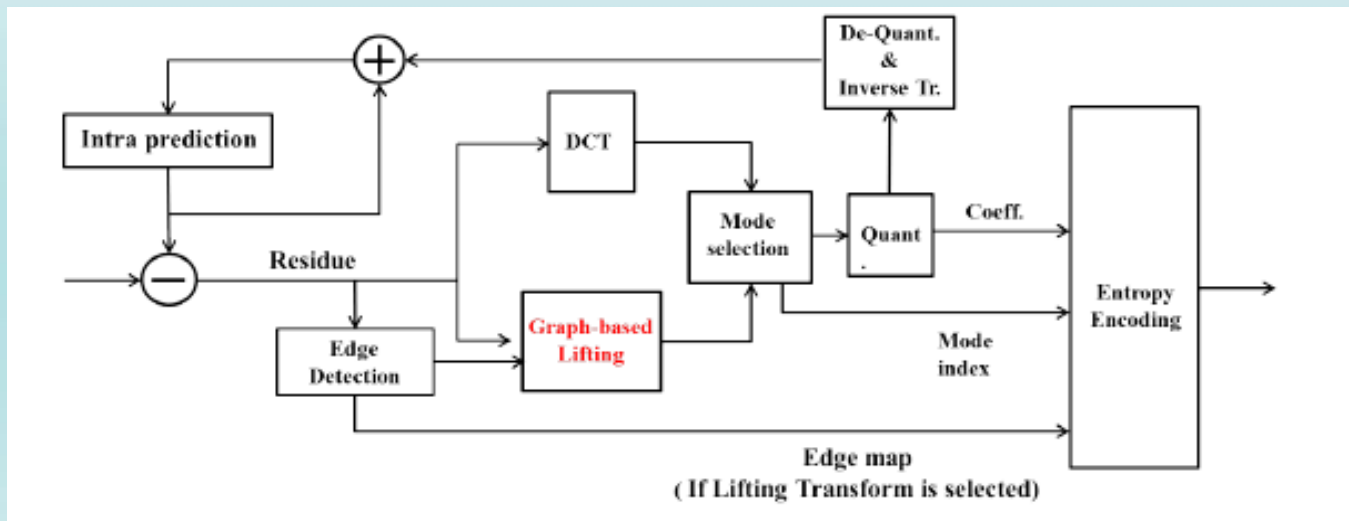 De-Quant.
&
Inverse Tr.
+
Intra prediction
DCT
Mode
selection
Quant
.
Coeff.
−
Residue
Graph-based
Lifting
Edge
Detection
Mode
index
Entropy
Encoding
Edge map
( If Lifting Transform is selected)